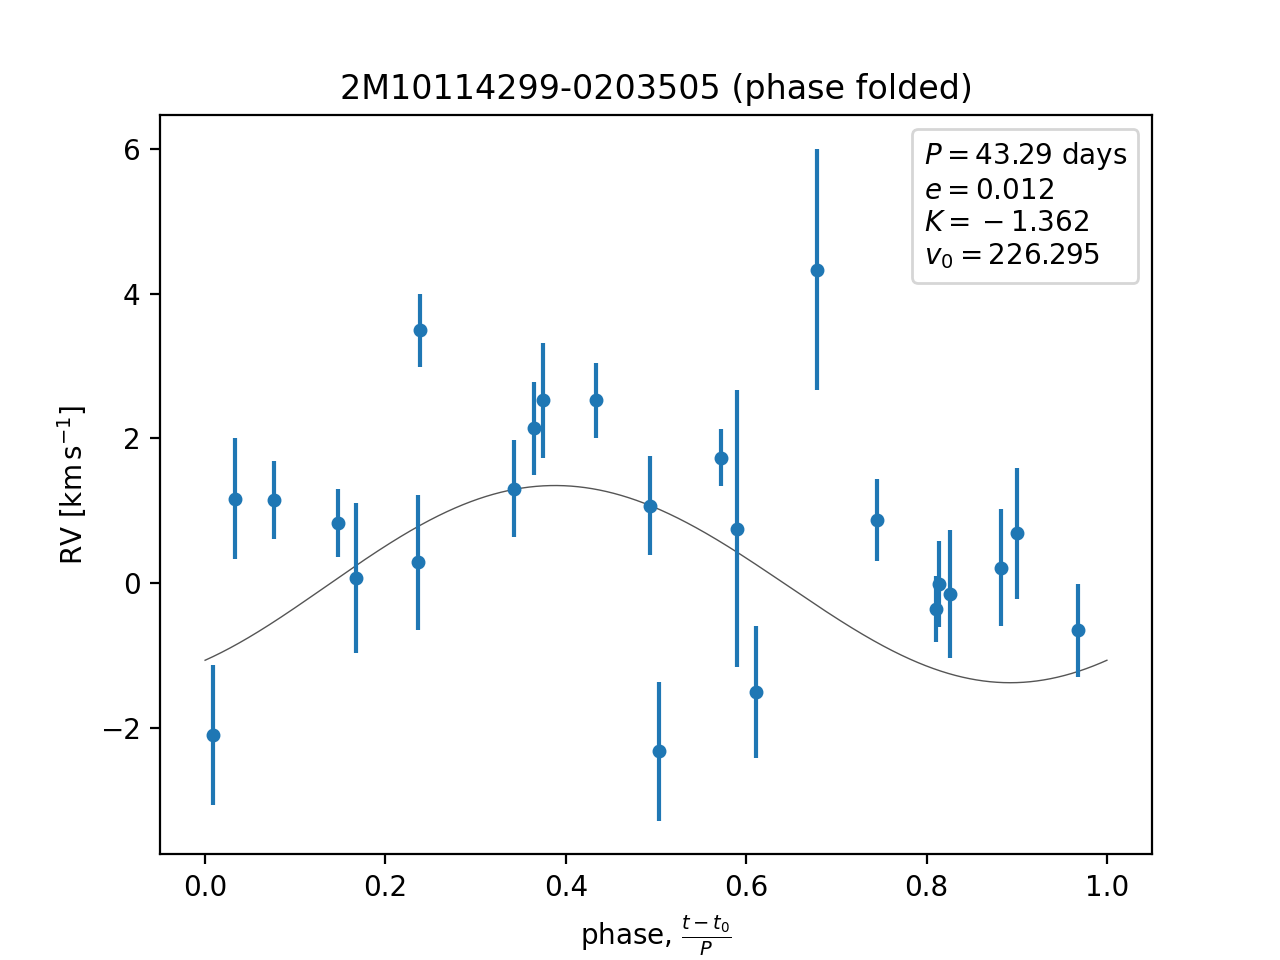 2M10114299-0203505 (phase folded)
P = 43.29 days
e = 0.012
K = − 1.362
v₀ = 226.295
6
4
2
0
−2
RV [km s⁻¹]
0.0 0.2 0.4 0.6 0.8 1.0
phase, (t − t₀)/P